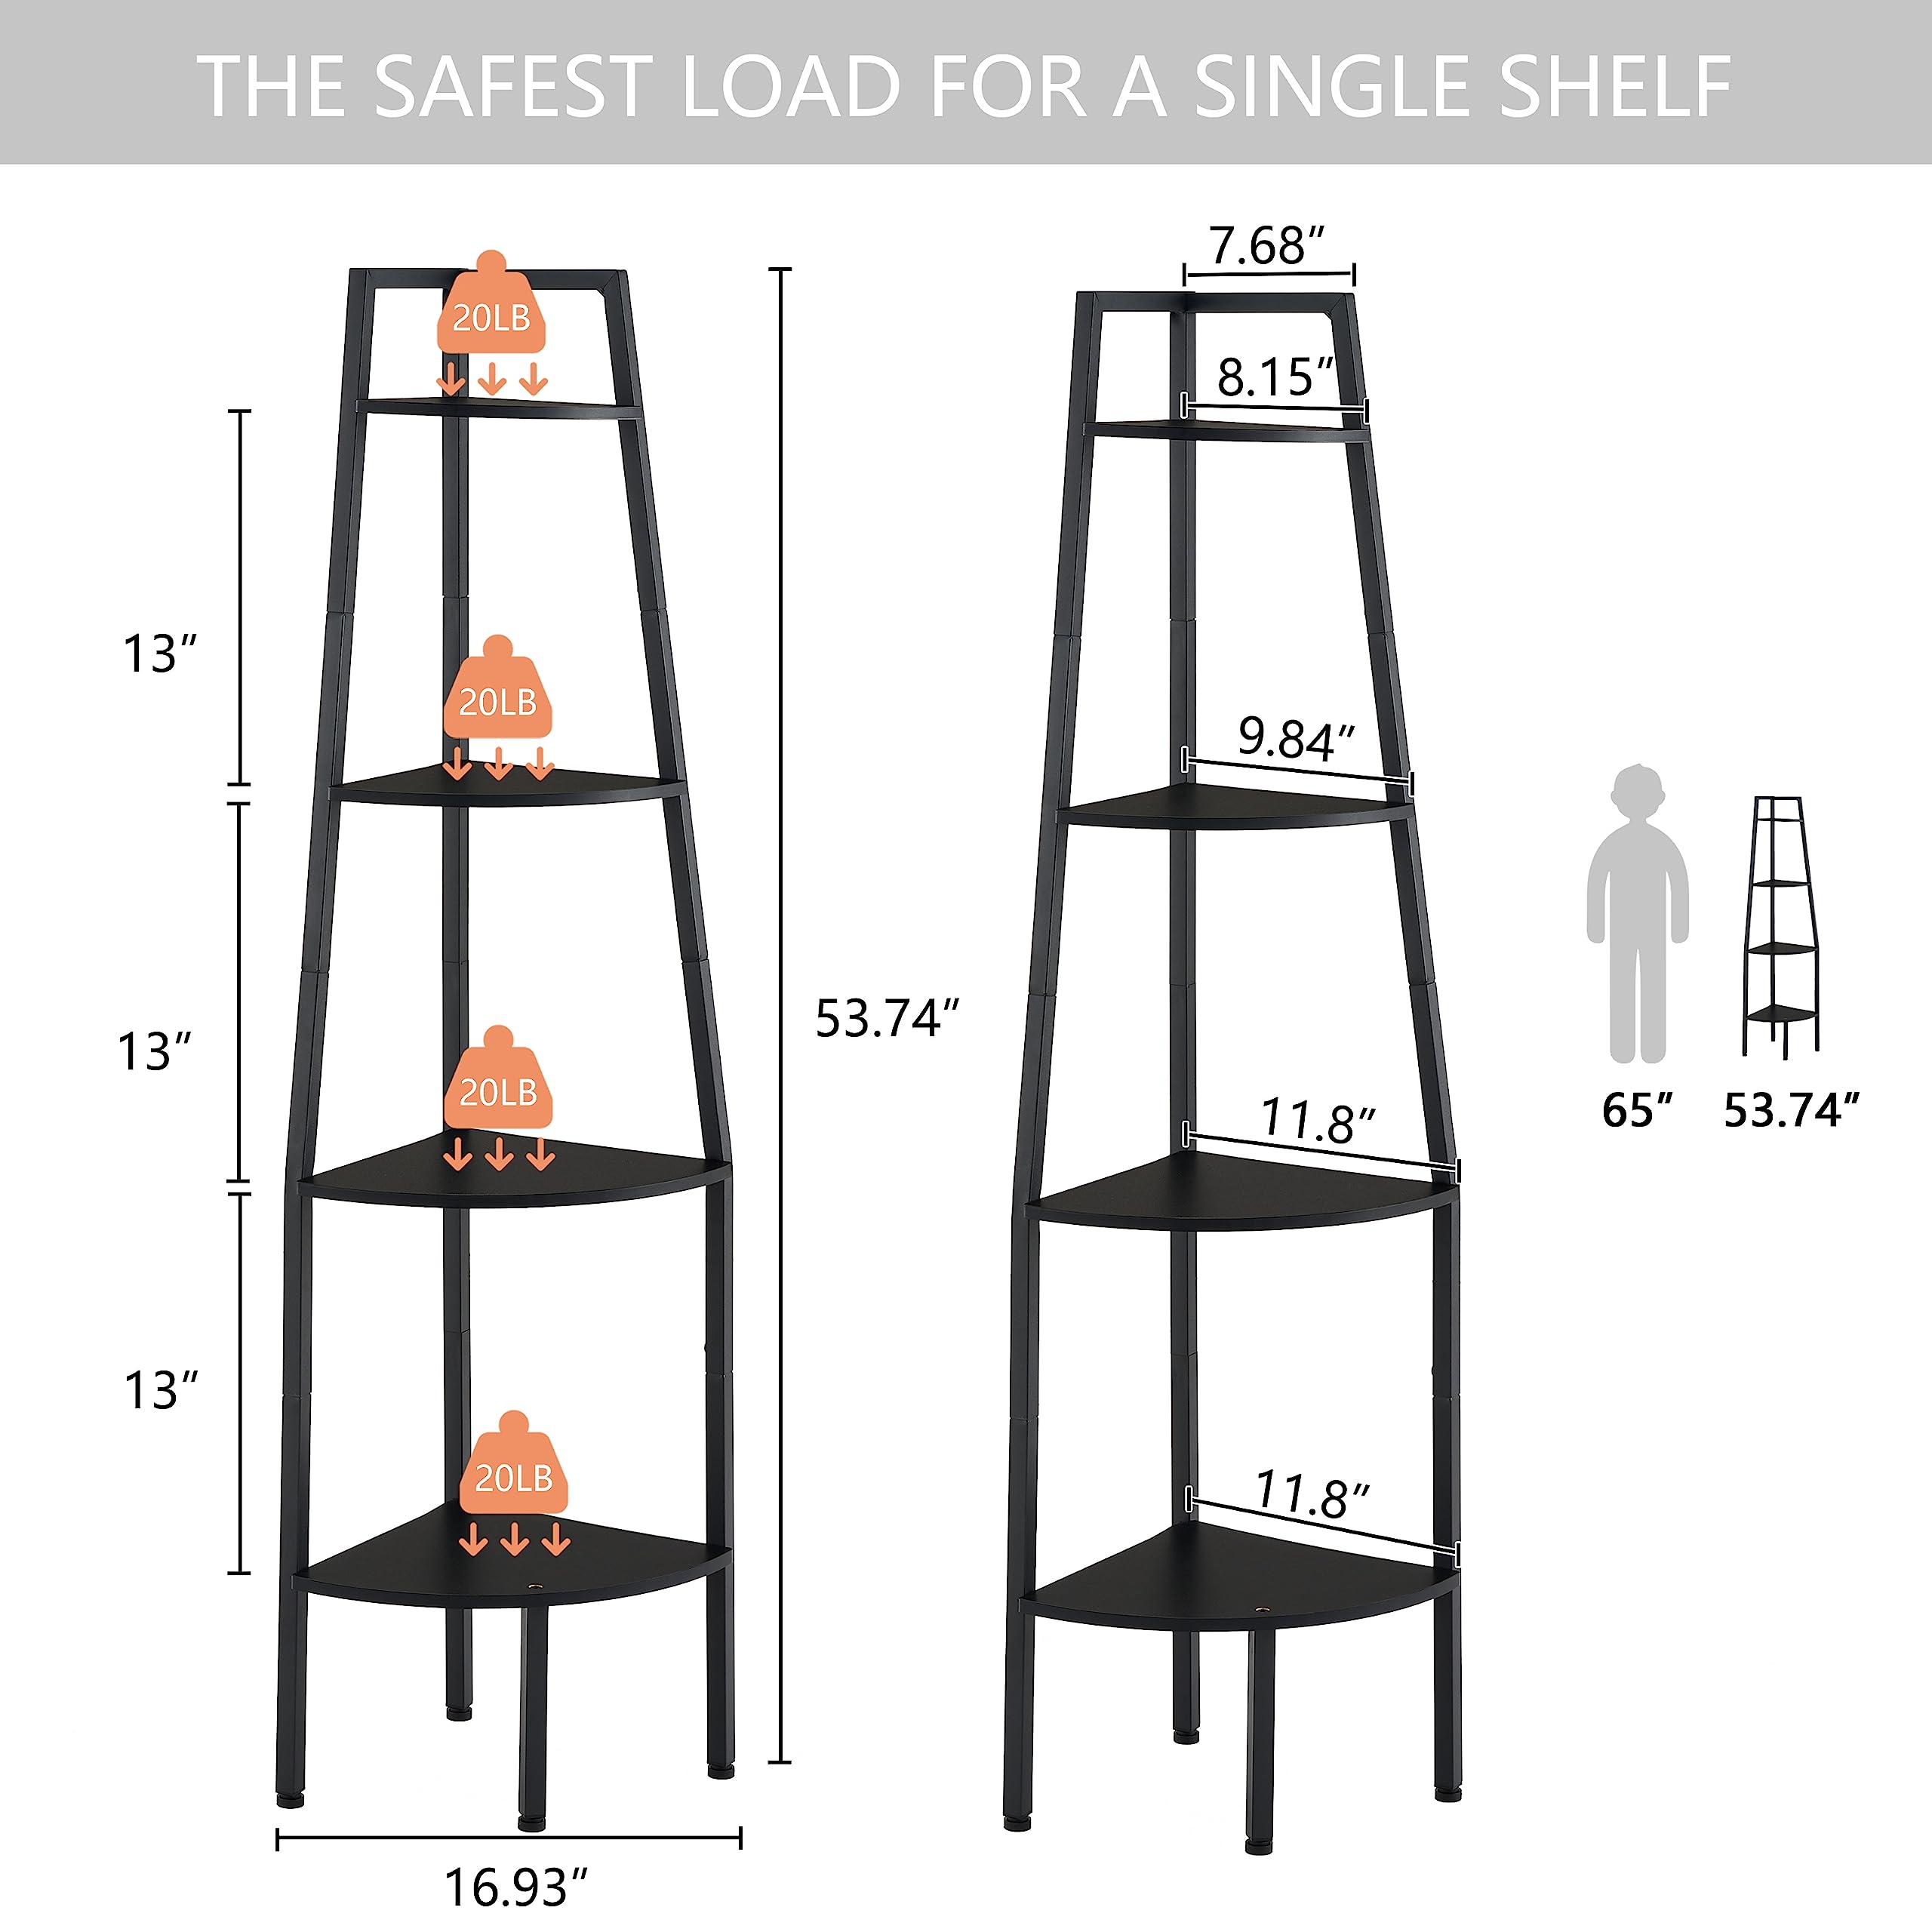 THE SAFEST LOAD FOR A SINGLE SHELF
20LB
13″
20LB
13″
20LB
13″
20LB
53.74″
16.93″
7.68″
8.15″
9.84″
11.8″
11.8″
65″
53.74″